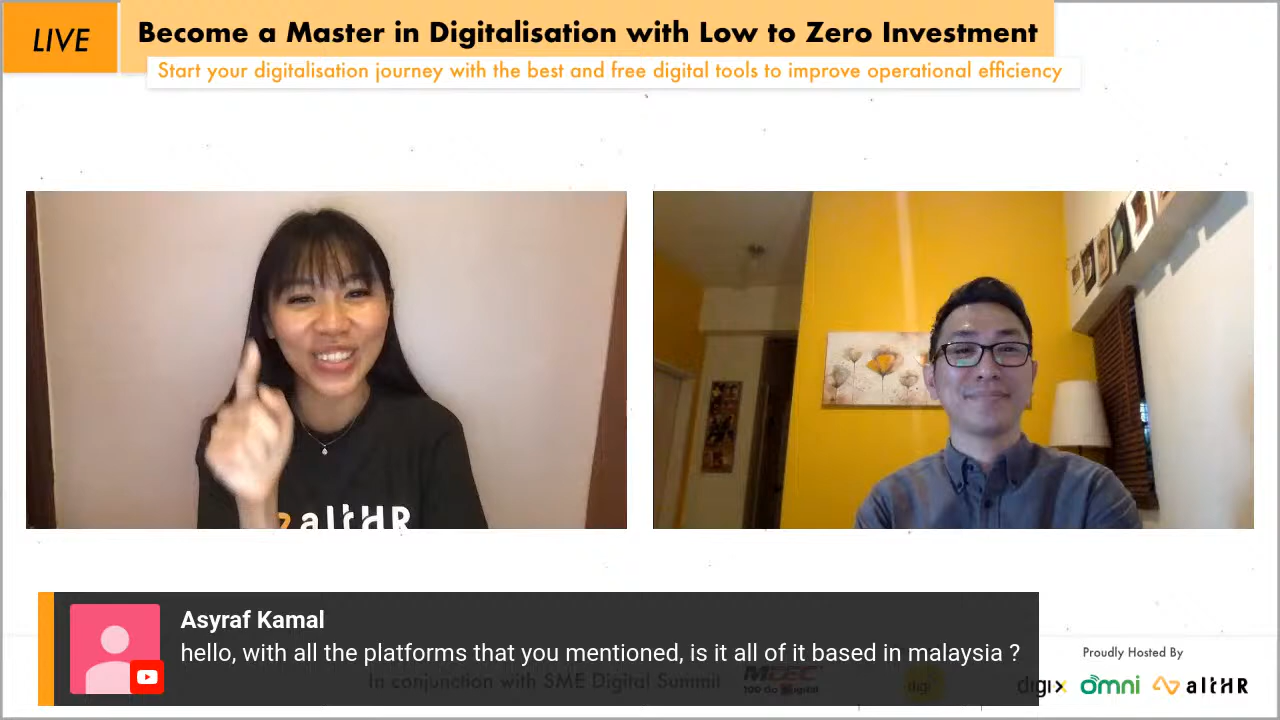 LIVE
Become a Master in Digitalisation with Low to Zero Investment
Start your digitalisation journey with the best and free digital tools to improve operational efficiency
altHR
Asyraf Kamal
hello, with all the platforms that you mentioned, is it all of it based in malaysia ?
In conjunction with SME Digital Summit
MDEC
digi
Proudly Hosted By
digix omni altHR